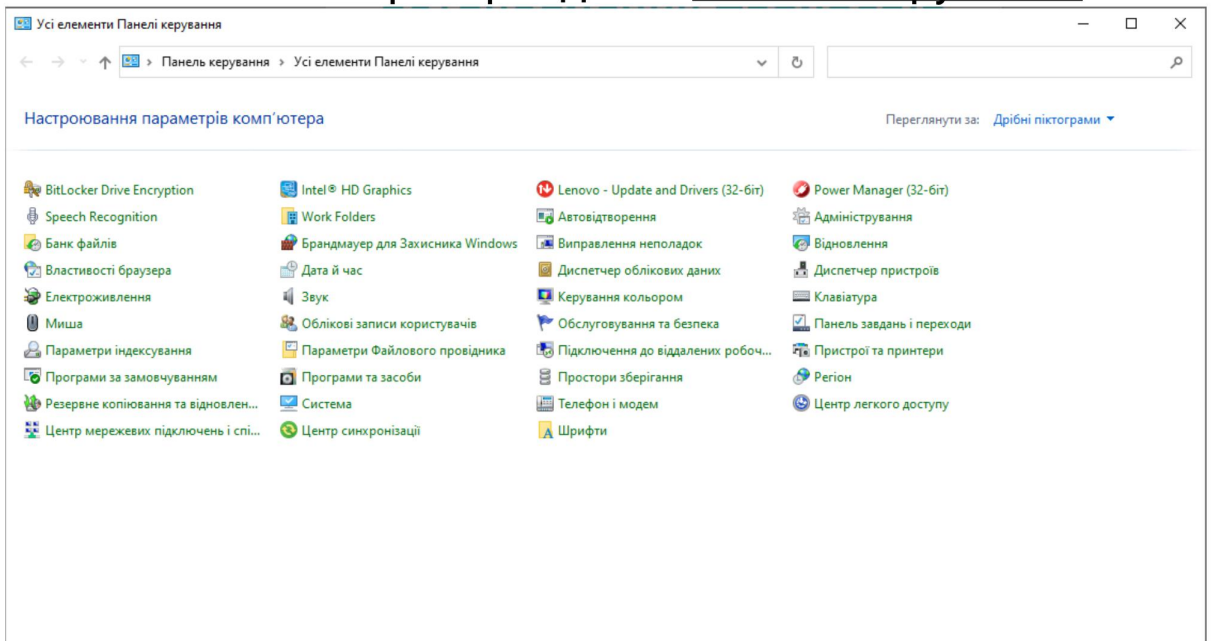 Усі елементи Панелі керування
Панель керування › Усі елементи Панелі керування
Настроювання параметрів комп'ютера
Переглянути за: Дрібні піктограми
BitLocker Drive Encryption
Intel® HD Graphics
Lenovo - Update and Drivers (32-біт)
Power Manager (32-біт)
Speech Recognition
Work Folders
Автовідтворення
Адміністрування
Банк файлів
Брандмауер для Захисника Windows
Виправлення неполадок
Відновлення
Властивості браузера
Дата й час
Диспетчер облікових даних
Диспетчер пристроїв
Електроживлення
Звук
Керування кольором
Клавіатура
Миша
Облікові записи користувачів
Обслуговування та безпека
Панель завдань і переходи
Параметри індексування
Параметри Файлового провідника
Підключення до віддалених робоч...
Пристрої та принтери
Програми за замовчуванням
Програми та засоби
Простори зберігання
Регіон
Резервне копіювання та відновлен...
Система
Телефон і модем
Центр легкого доступу
Центр мережевих підключень і спі...
Центр синхронізації
Шрифти